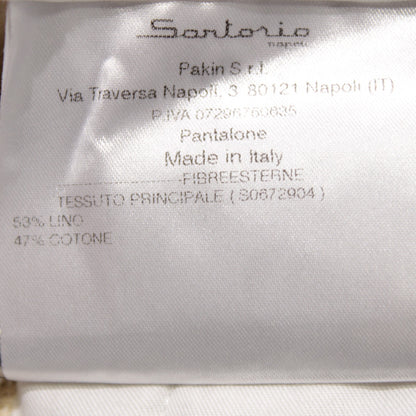 Sartorio
napoli
Pakin S.r.l.
Via Traversa Napoli, 3 80121 Napoli (IT)
P.IVA 07296760635
Pantalone
Made in Italy
-FIBREESTERNE
TESSUTO PRINCIPALE ( S0672904 )
53% LINO
47% COTONE